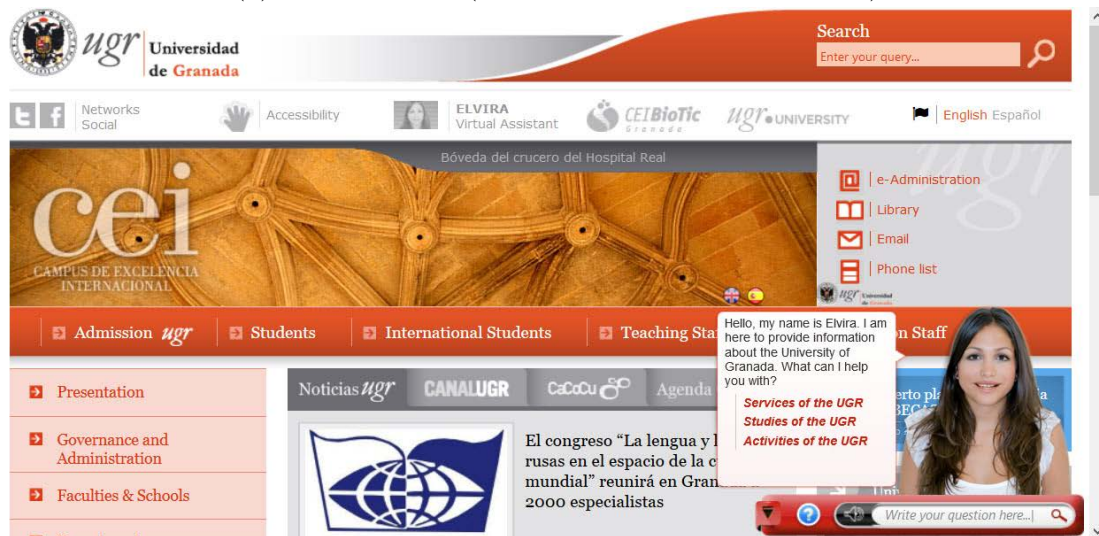 ugr Universidad
de Granada
Search
Enter your query...
Networks
Social
Accessibility
ELVIRA
Virtual Assistant
CEIBioTic
Granada
ugr UNIVERSITY
English Español
Bóveda del crucero del Hospital Real
cei
CAMPUS DE EXCELENCIA
INTERNACIONAL
e-Administration
Library
Email
Phone list
ugr Universidad
de Granada
Admission ugr
Students
International Students
Teaching Sta
n Staff
Hello, my name is Elvira. I am
here to provide information
about the University of
Granada. What can I help
you with?
Services of the UGR
Studies of the UGR
Activities of the UGR
Presentation
Governance and
Administration
Faculties & Schools
Noticias ugr
CANALUGR
CaCoCu
Agenda
El congreso “La lengua y
rusas en el espacio de la c
mundial” reunirá en Gran
2000 especialistas
Write your question here...